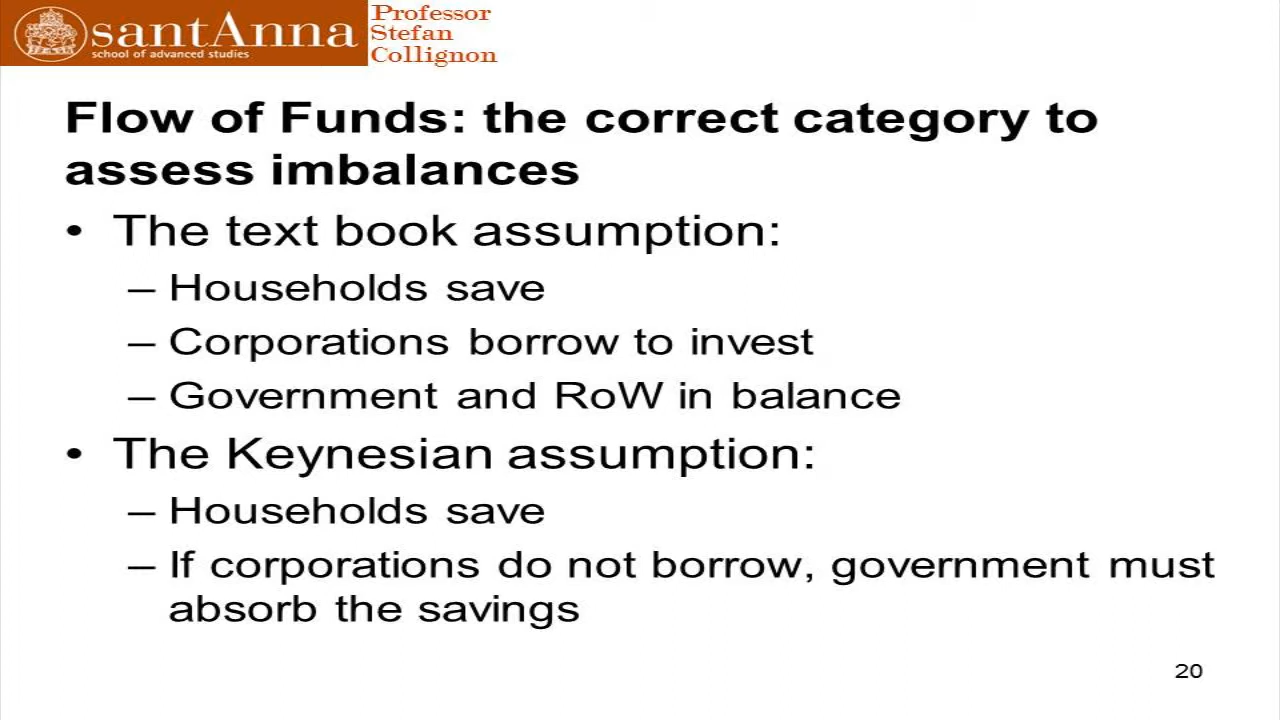 santAnna
school of advanced studies
Professor
Stefan
Collignon
Flow of Funds: the correct category to
assess imbalances
• The text book assumption:
– Households save
– Corporations borrow to invest
– Government and RoW in balance
• The Keynesian assumption:
– Households save
– If corporations do not borrow, government must
absorb the savings
20